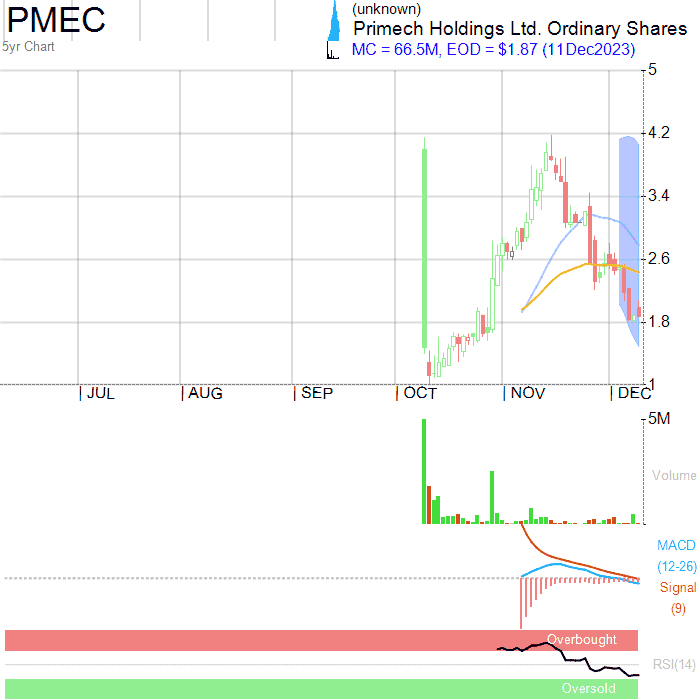 PMEC
5yr Chart
(unknown)
Primech Holdings Ltd. Ordinary Shares
MC = 66.5M, EOD = $1.87 (11Dec2023)
5
4.2
3.4
2.6
1.8
1
JUL AUG SEP OCT NOV DEC
5M
Volume
MACD
(12-26)
Signal
(9)
Overbought
RSI(14)
Oversold